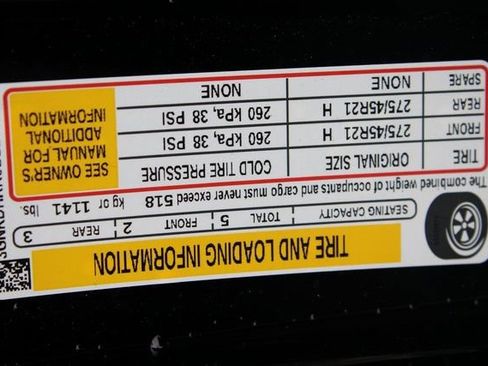 TIRE AND LOADING INFORMATION
SEATING CAPACITY TOTAL 5 FRONT 2 REAR 3
The combined weight of occupants and cargo must never exceed 518 kg or 1141 lbs.
TIRE ORIGINAL SIZE COLD TIRE PRESSURE
FRONT 275/45R21 H 260 kPa, 38 PSI
REAR 275/45R21 H 260 kPa, 38 PSI
SPARE NONE NONE
SEE OWNER'S
MANUAL FOR
ADDITIONAL
INFORMATION